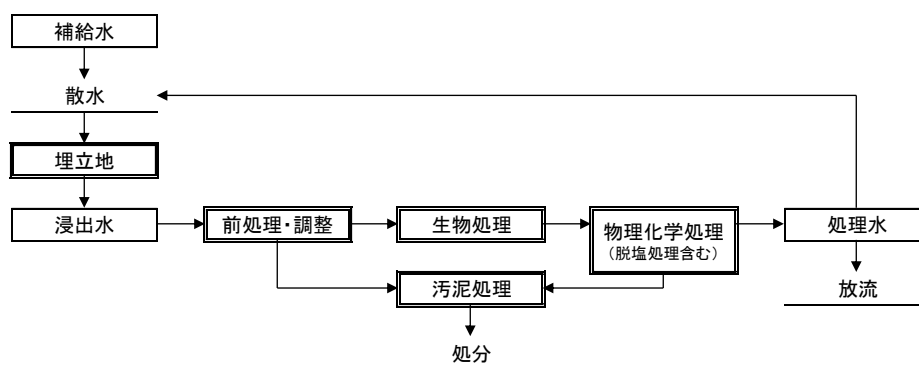 補給水
散水
埋立地
浸出水
前処理・調整
生物処理
物理化学処理
(脱塩処理含む)
処理水
汚泥処理
放流
処分